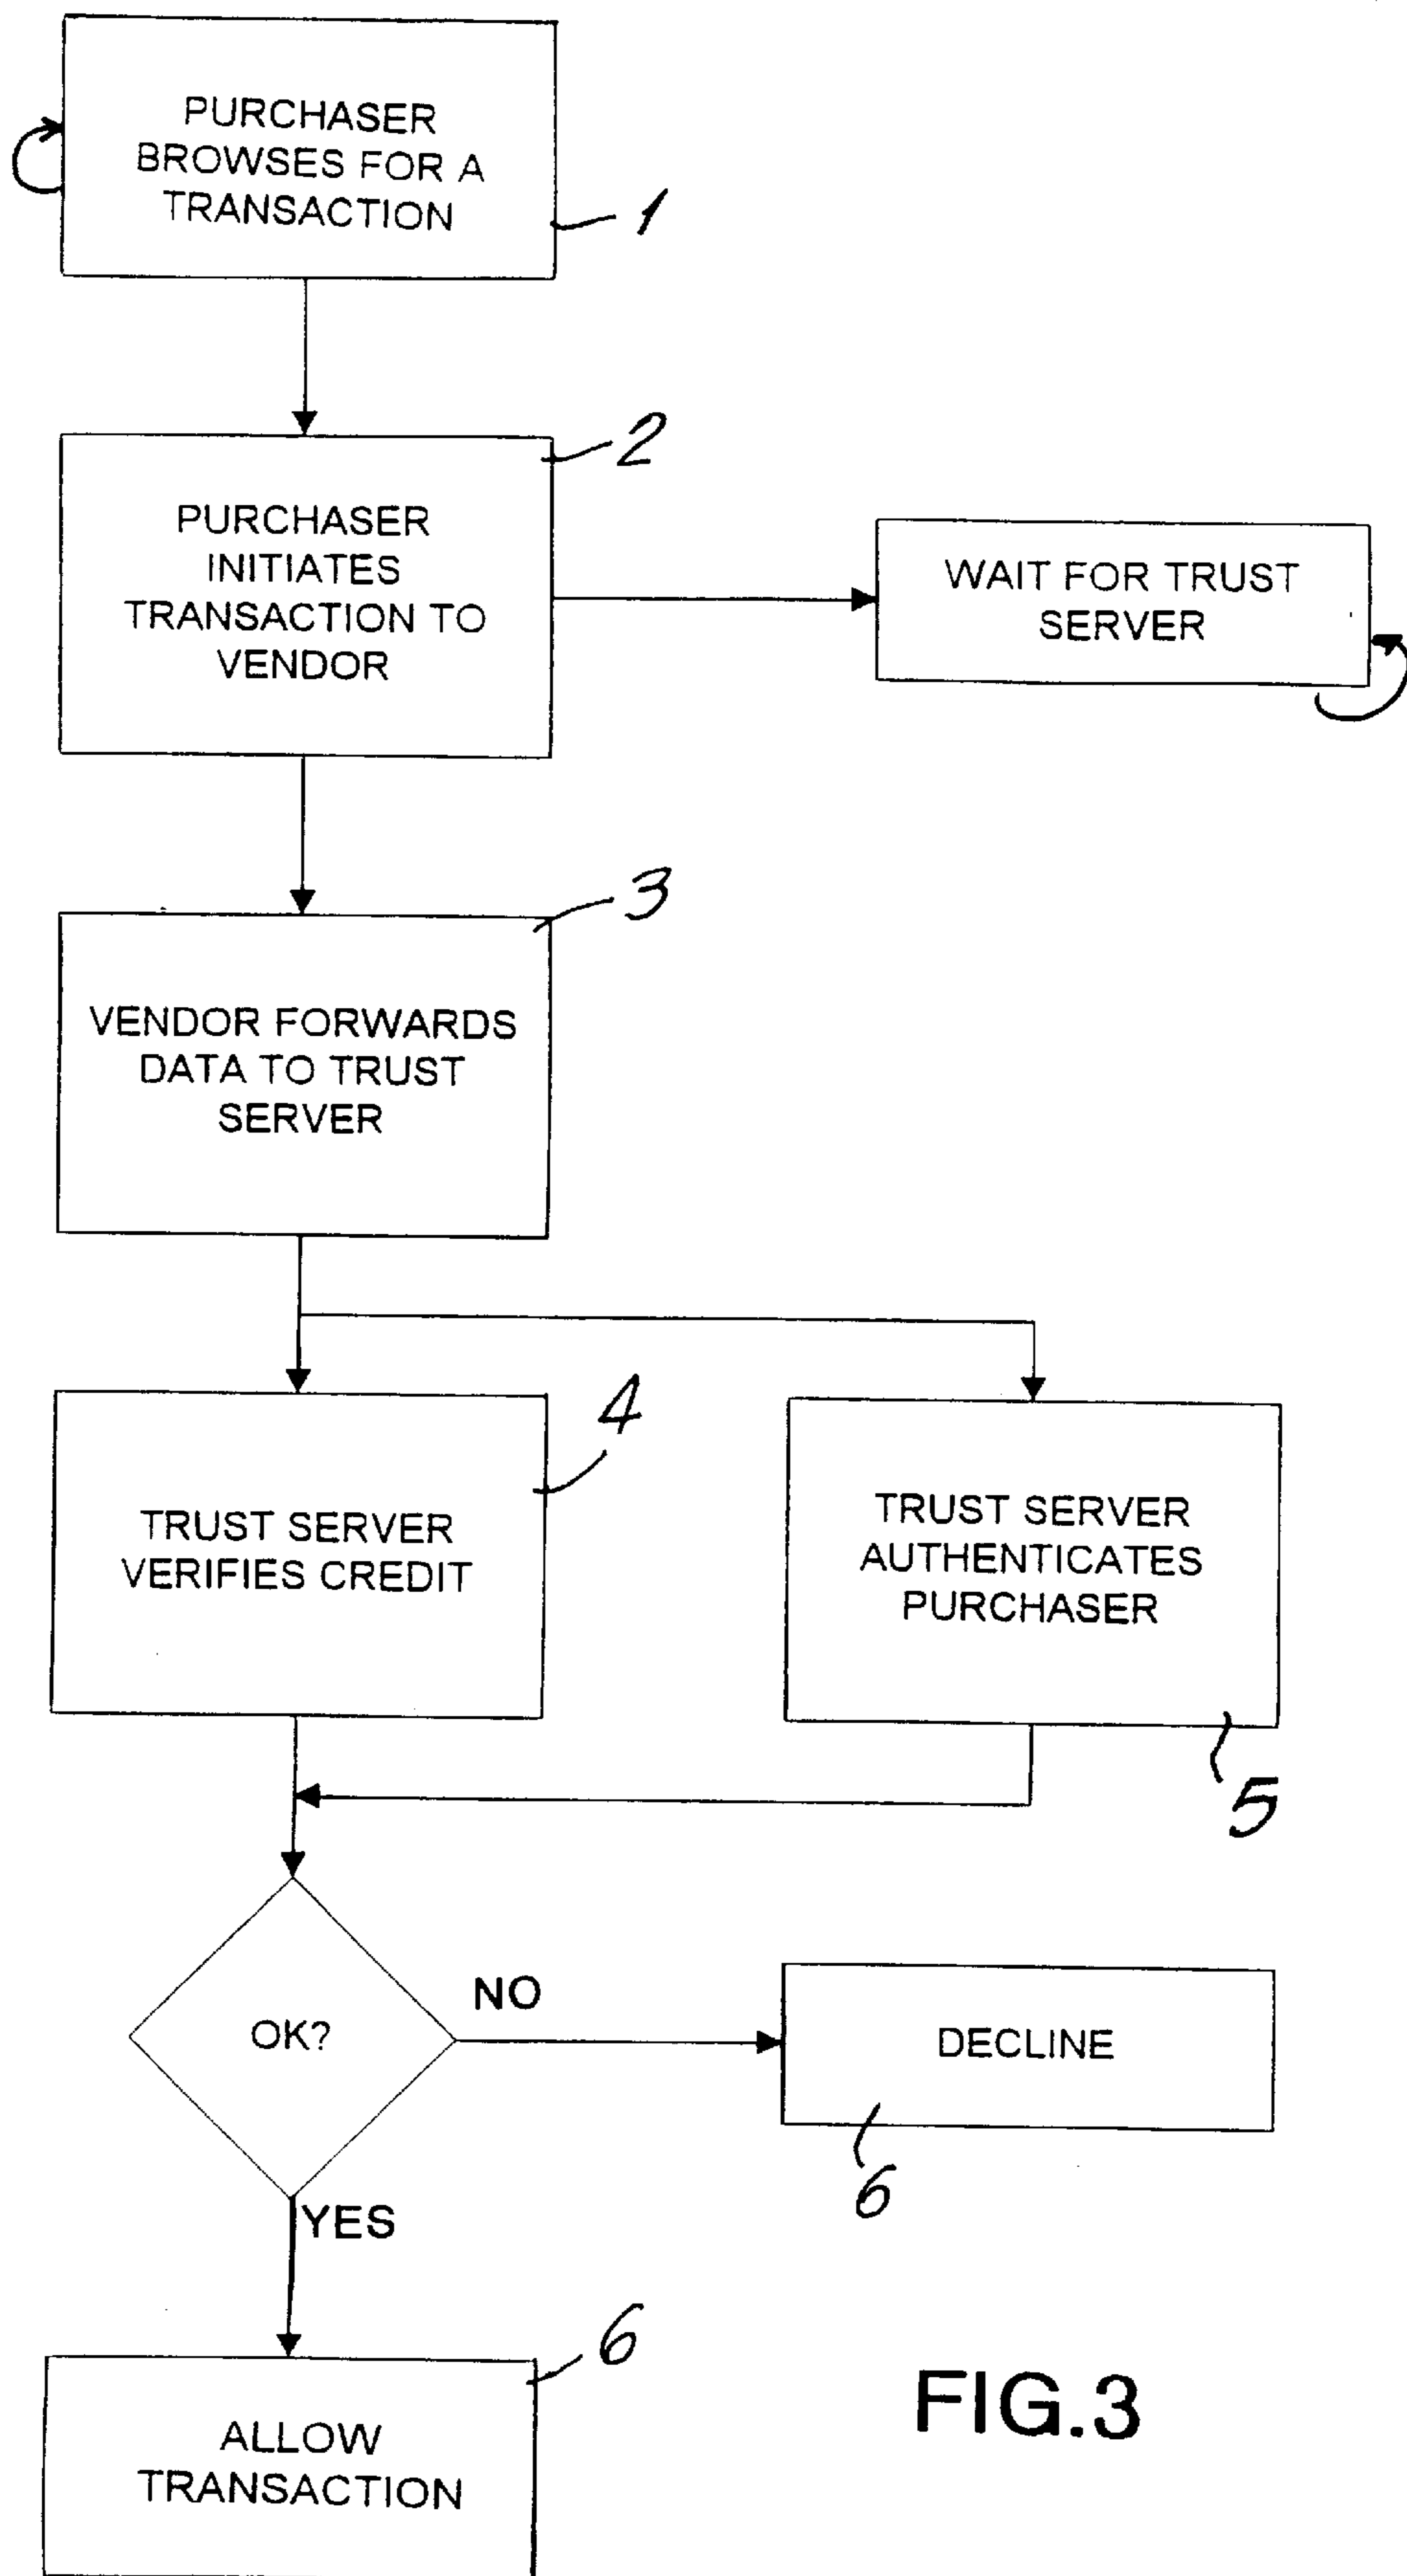 PURCHASER
BROWSES FOR A
TRANSACTION
1
2
PURCHASER
INITIATES
TRANSACTION TO
VENDOR
WAIT FOR TRUST
SERVER
3
VENDOR FORWARDS
DATA TO TRUST
SERVER
4
TRUST SERVER
VERIFIES CREDIT
TRUST SERVER
AUTHENTICATES
PURCHASER
5
OK?
NO
DECLINE
6
YES
6
ALLOW
TRANSACTION
FIG.3